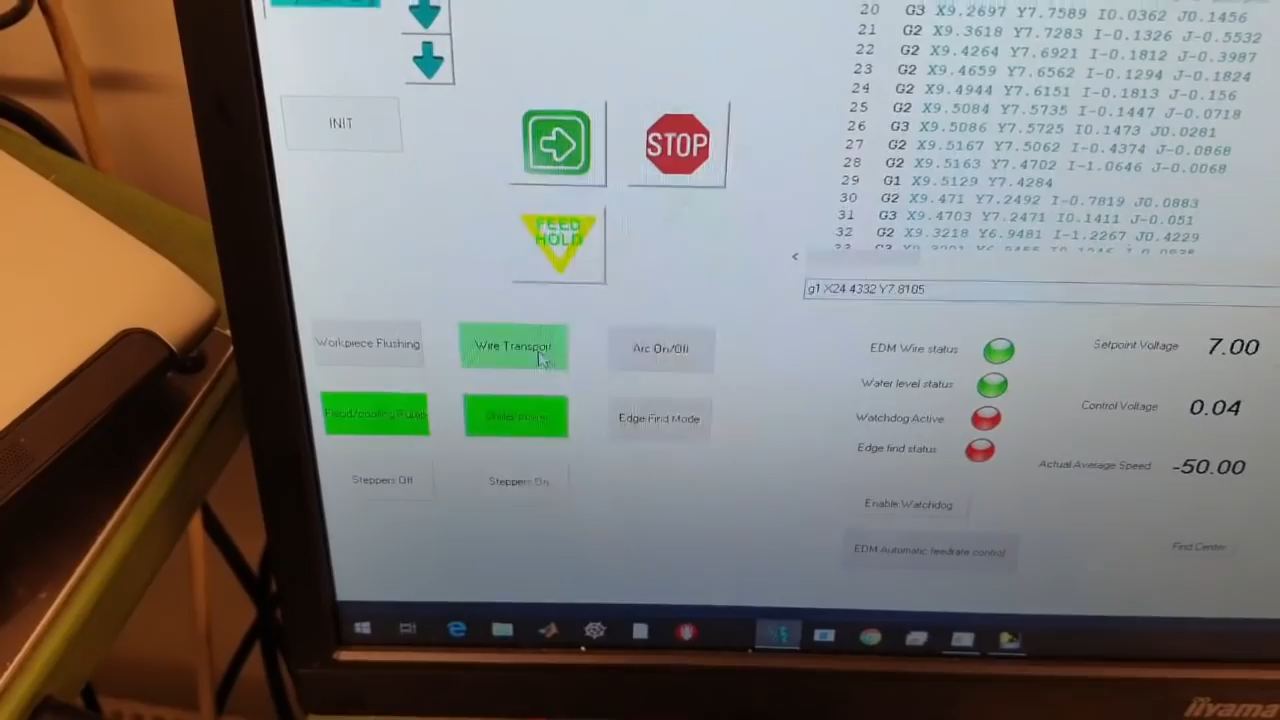 INIT
STOP
FEED
HOLD
Workpiece Flushing
Wire Transport
Arc On/Off
Edge Find Mode
Steppers Off
Steppers On
20 G3 X9.2697 Y7.7589 I0.0362 J0.1456
21 G2 X9.3618 Y7.7283 I-0.1326 J-0.5532
22 G2 X9.4264 Y7.6921 I-0.1812 J-0.3987
23 G2 X9.4659 Y7.6562 I-0.1294 J-0.1824
24 G2 X9.4944 Y7.6151 I-0.1813 J-0.156
25 G2 X9.5084 Y7.5735 I-0.1447 J-0.0718
26 G3 X9.5086 Y7.5725 I0.1473 J0.0281
27 G2 X9.5167 Y7.5062 I-0.4374 J-0.0868
28 G2 X9.5163 Y7.4702 I-1.0646 J-0.0068
29 G1 X9.5129 Y7.4284
30 G2 X9.471 Y7.2492 I-0.7819 J0.0883
31 G3 X9.4703 Y7.2471 I0.1411 J-0.051
32 G2 X9.3218 Y6.9481 I-1.2267 J0.4229
g1 X24.4332 Y7.8105
EDM Wire status
Water level status
Watchdog Active
Edge find status
Setpoint Voltage 7.00
Control Voltage 0.04
Actual Average Speed -50.00
Enable Watchdog
EDM Automatic feedrate control
Find Center
iiyama